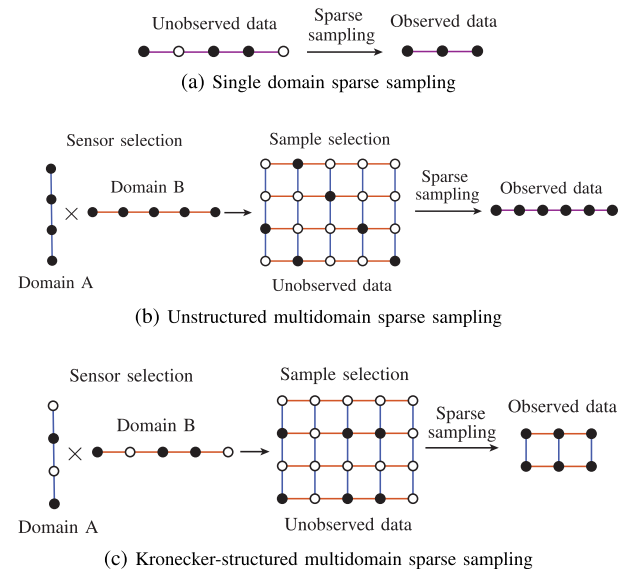 Unobserved data
Sparse
sampling
Observed data
(a) Single domain sparse sampling
Sensor selection
Sample selection
Domain B
×
Sparse
sampling
Observed data
Domain A
Unobserved data
(b) Unstructured multidomain sparse sampling
Sensor selection
Sample selection
Domain B
×
Sparse
sampling
Observed data
Domain A
Unobserved data
(c) Kronecker-structured multidomain sparse sampling